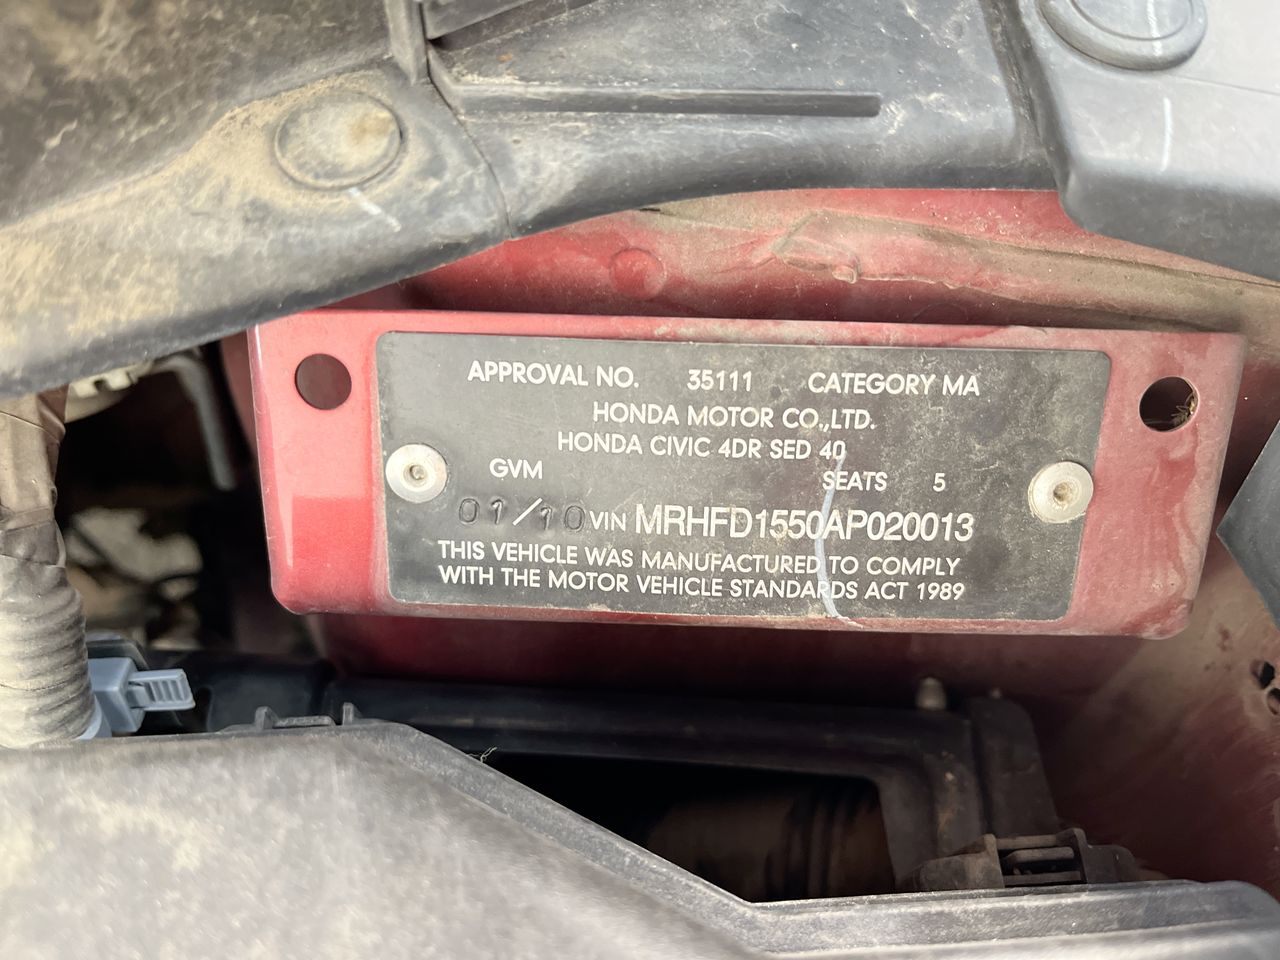 APPROVAL NO. 35111 CATEGORY MA
HONDA MOTOR CO.,LTD.
HONDA CIVIC 4DR SED 40
GVM SEATS 5
01/10 VIN MRHFD1550AP020013
THIS VEHICLE WAS MANUFACTURED TO COMPLY
WITH THE MOTOR VEHICLE STANDARDS ACT 1989